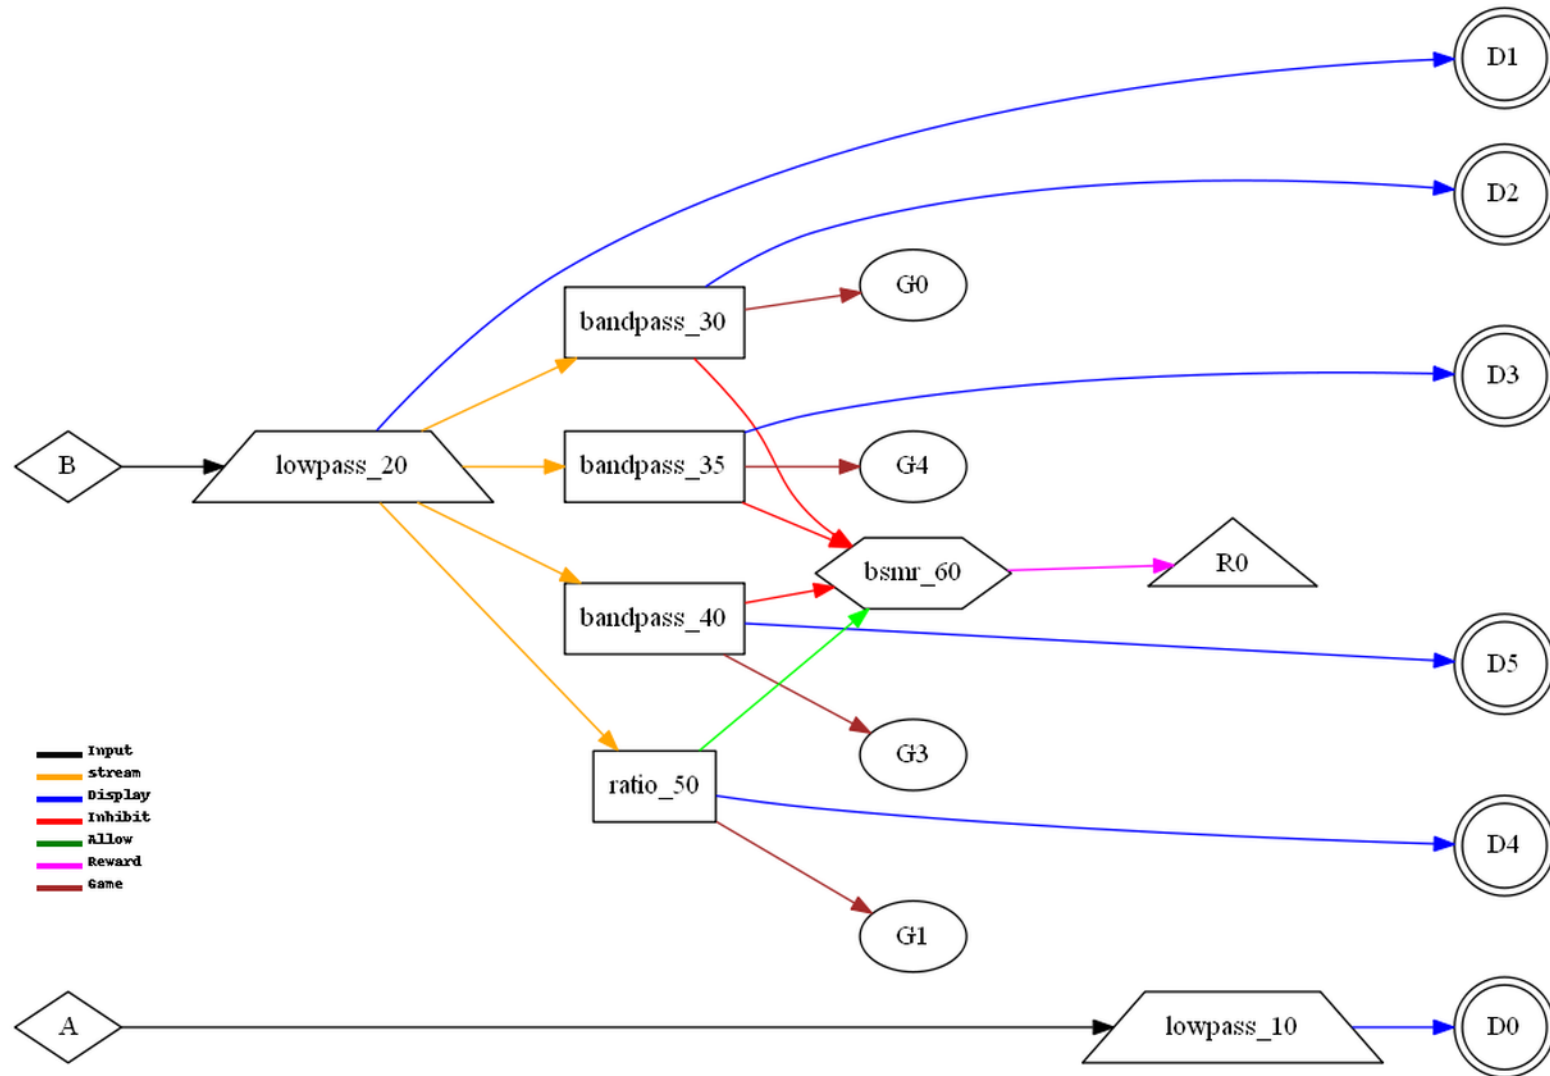 D1
D2
G0
bandpass_30
D3
B
lowpass_20
bandpass_35
G4
bsmr_60
R0
bandpass_40
D5
G3
Input
stream
Display
Inhibit
Allow
Reward
Game
ratio_50
D4
G1
A
lowpass_10
D0